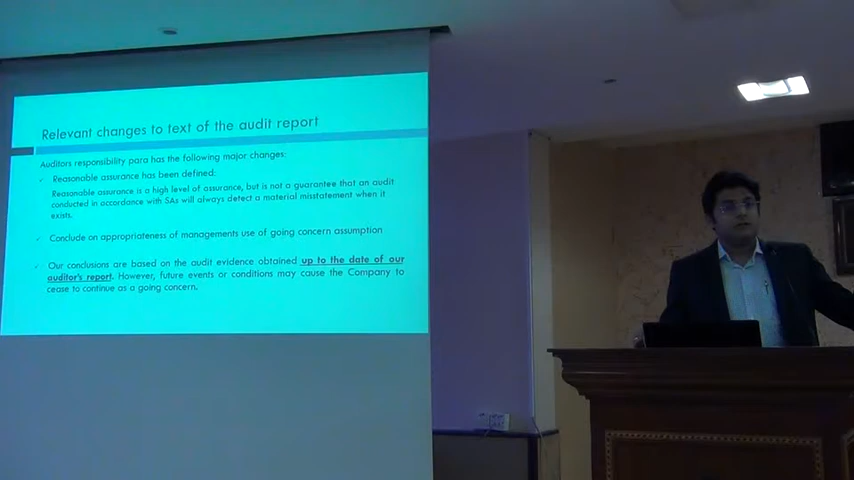 Relevant changes to text of the audit report
Auditors responsibility para has the following major changes:
Reasonable assurance has been defined:
Reasonable assurance is a high level of assurance, but is not a guarantee that an audit
conducted in accordance with SAs will always detect a material misstatement when it
exists.
Conclude on appropriateness of managements use of going concern assumption
Our conclusions are based on the audit evidence obtained up to the date of our
auditor's report. However, future events or conditions may cause the Company to
cease to continue as a going concern.